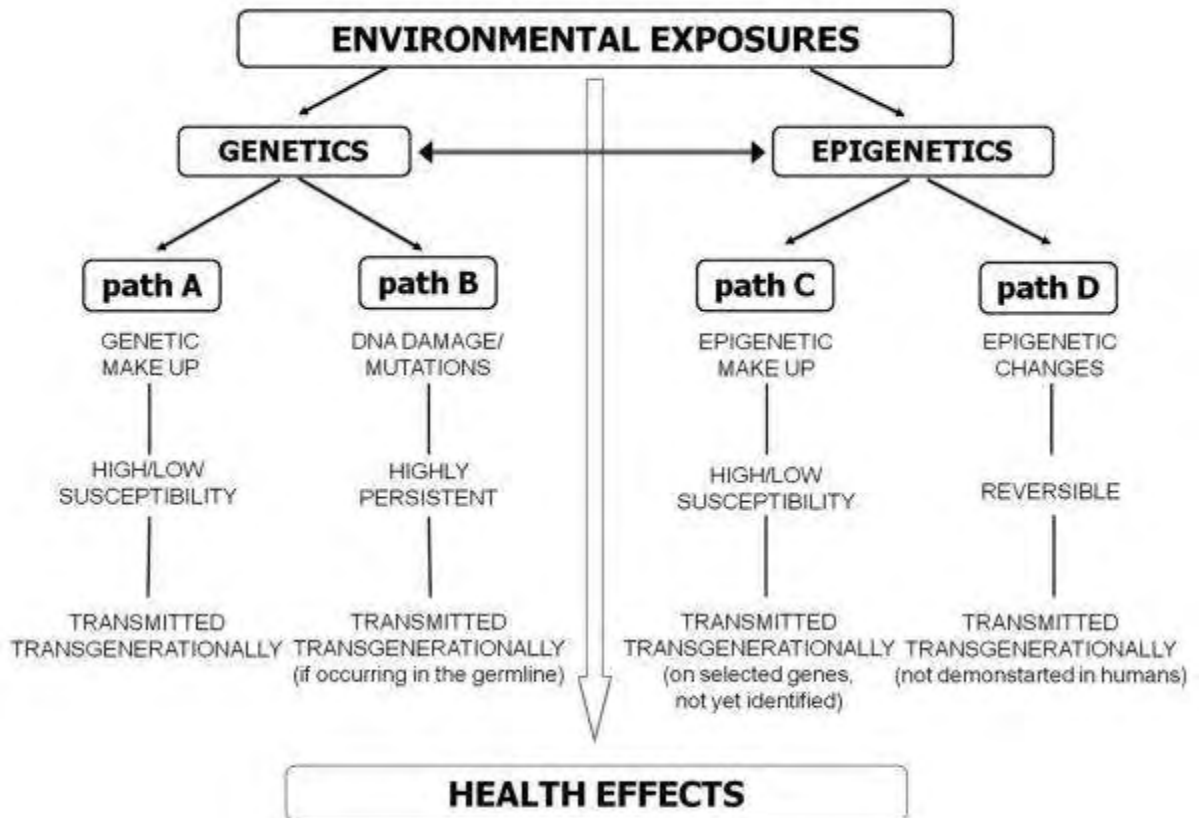 ENVIRONMENTAL EXPOSURES
GENETICS
EPIGENETICS
path A
GENETIC
MAKE UP
HIGH/LOW
SUSCEPTIBILITY
TRANSMITTED
TRANSGENERATIONALLY
path B
DNA DAMAGE/
MUTATIONS
HIGHLY
PERSISTENT
TRANSMITTED
TRANSGENERATIONALLY
(if occurring in the germline)
path C
EPIGENETIC
MAKE UP
HIGH/LOW
SUSCEPTIBILITY
TRANSMITTED
TRANSGENERATIONALLY
(on selected genes,
not yet identified)
path D
EPIGENETIC
CHANGES
REVERSIBLE
TRANSMITTED
TRANSGENERATIONALLY
(not demonstarted in humans)
HEALTH EFFECTS